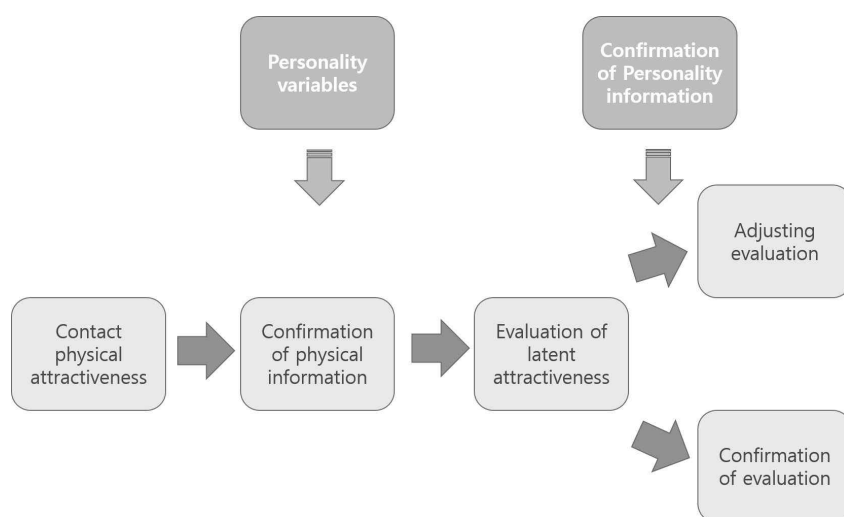 Personality
variables
Confirmation
of Personality
information
Adjusting
evaluation
Contact
physical
attractiveness
Confirmation
of physical
information
Evaluation of
latent
attractiveness
Confirmation
of evaluation